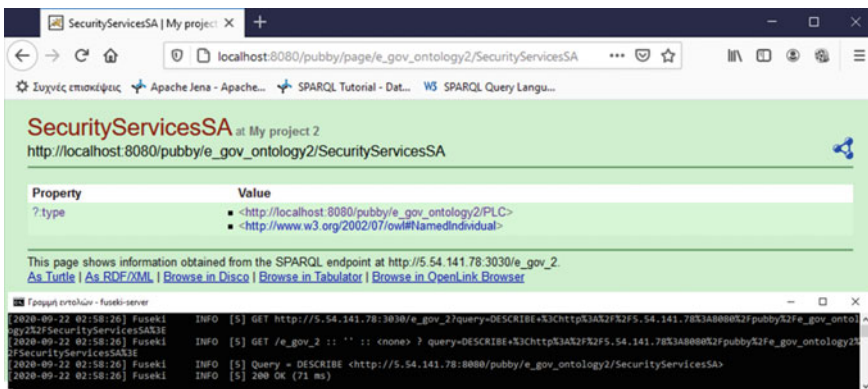 SecurityServicesSA | My project
localhost:8080/pubby/page/e_gov_ontology2/SecurityServicesSA
Συχνές επισκέψεις Apache Jena - Apache... SPARQL Tutorial - Dat... W3 SPARQL Query Langu...
SecurityServicesSA at My project 2
http://localhost:8080/pubby/e_gov_ontology2/SecurityServicesSA
Property Value
?:type ▪ <http://localhost:8080/pubby/e_gov_ontology2/PLC>
▪ <http://www.w3.org/2002/07/owl#NamedIndividual>
This page shows information obtained from the SPARQL endpoint at http://5.54.141.78:3030/e_gov_2.
As Turtle | As RDF/XML | Browse in Disco | Browse in Tabulator | Browse in OpenLink Browser
Γραμμή εντολών - fuseki-server
[2020-09-22 02:58:26] Fuseki INFO [5] GET http://5.54.141.78:3030/e_gov_2?query=DESCRIBE+%3Chttp%3A%2F%2F5.54.141.78%3A8080%2Fpubby%2Fe_gov_ontol
ogy2%2FSecurityServicesSA%3E
[2020-09-22 02:58:26] Fuseki INFO [5] GET /e_gov_2 :: '' :: <none> ? query=DESCRIBE+%3Chttp%3A%2F%2F5.54.141.78%3A8080%2Fpubby%2Fe_gov_ontology2%
2FSecurityServicesSA%3E
[2020-09-22 02:58:26] Fuseki INFO [5] Query = DESCRIBE <http://5.54.141.78:8080/pubby/e_gov_ontology2/SecurityServicesSA>
[2020-09-22 02:58:26] Fuseki INFO [5] 200 OK (71 ms)